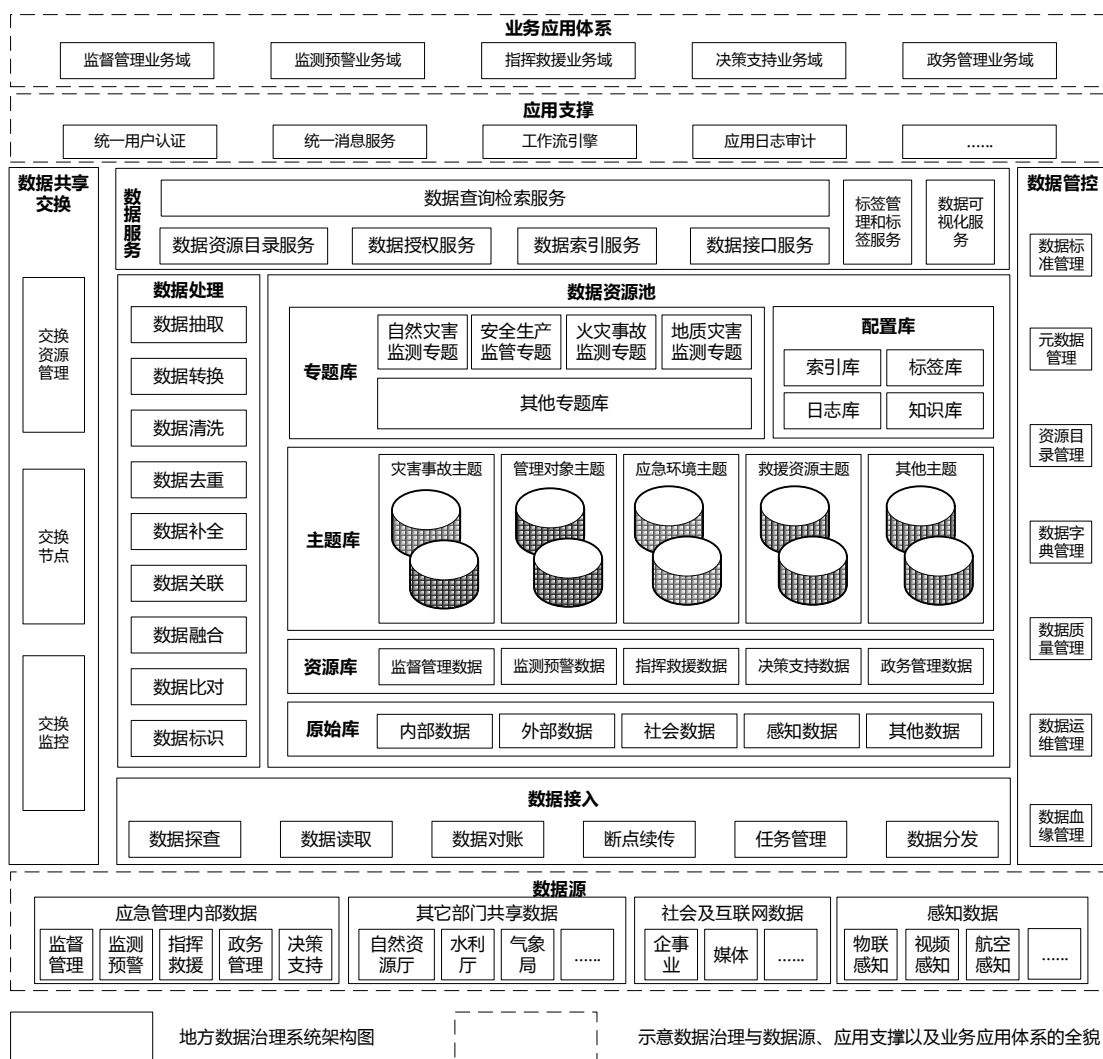 业务应用体系
监督管理业务域
监测预警业务域
指挥救援业务域
决策支持业务域
政务管理业务域
应用支撑
统一用户认证
统一消息服务
工作流引擎
应用日志审计
……
数据共享
交换
交换
资源
管理
交换
节点
交换
监控
数据服务
数据查询检索服务
数据资源目录服务
数据授权服务
数据索引服务
数据接口服务
标签管
理和标
签服务
数据可
视化服
务
数据处理
数据抽取
数据转换
数据清洗
数据去重
数据补全
数据关联
数据融合
数据比对
数据标识
数据资源池
专题库
自然灾害
监测专题
安全生产
监管专题
火灾事故
监测专题
地质灾害
监测专题
其他专题库
配置库
索引库
标签库
日志库
知识库
主题库
灾害事故主题
管理对象主题
应急环境主题
救援资源主题
其他主题
资源库
监督管理数据
监测预警数据
指挥救援数据
决策支持数据
政务管理数据
原始库
内部数据
外部数据
社会数据
感知数据
其他数据
数据接入
数据探查
数据读取
数据对账
断点续传
任务管理
数据分发
数据管控
数据标
准管理
元数据
管理
资源目
录管理
数据字
典管理
数据质
量管理
数据运
维管理
数据血
缘管理
数据源
应急管理内部数据
监督
管理
监测
预警
指挥
救援
政务
管理
决策
支持
其它部门共享数据
自然资
源厅
水利
厅
气象
局
……
社会及互联网数据
企事
业
媒体
……
感知数据
物联
感知
视频
感知
航空
感知
……
地方数据治理系统架构图
示意数据治理与数据源、应用支撑以及业务应用体系的全貌